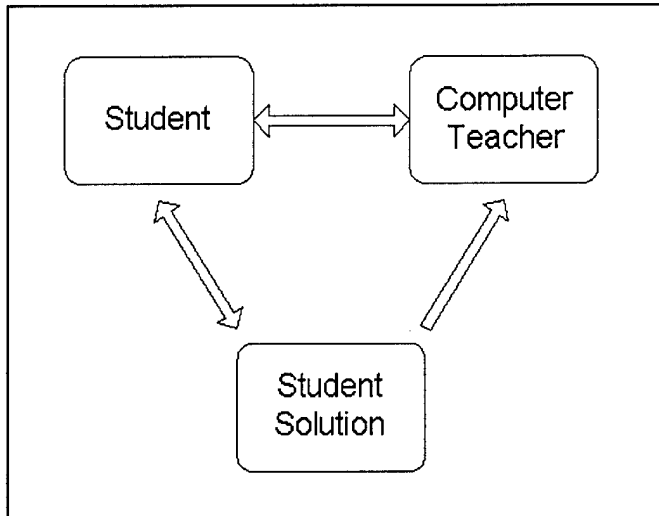 Student
Computer
Teacher
Student
Solution